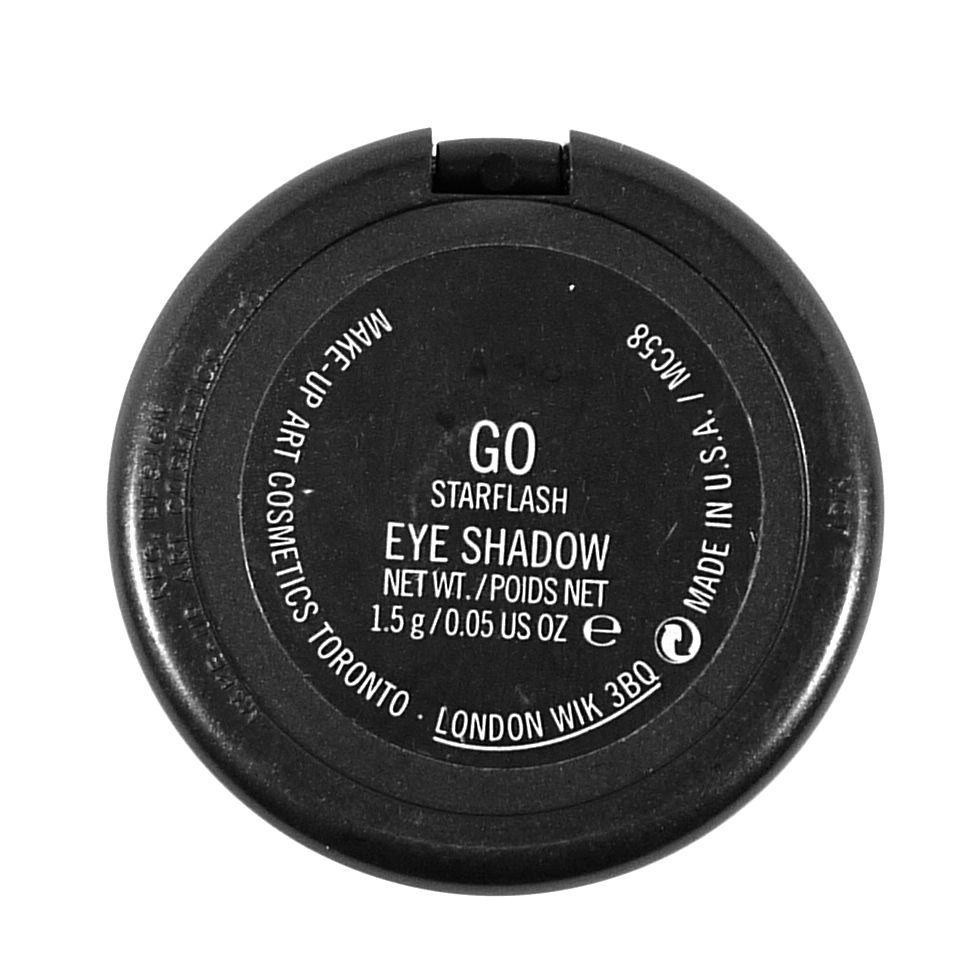 GO
STARFLASH
EYE SHADOW
NET WT./POIDS NET
1.5 g/0.05 US OZ e
MAKE-UP ART COSMETICS TORONTO · LONDON WIK 3BQ
MADE IN U.S.A. / MC58